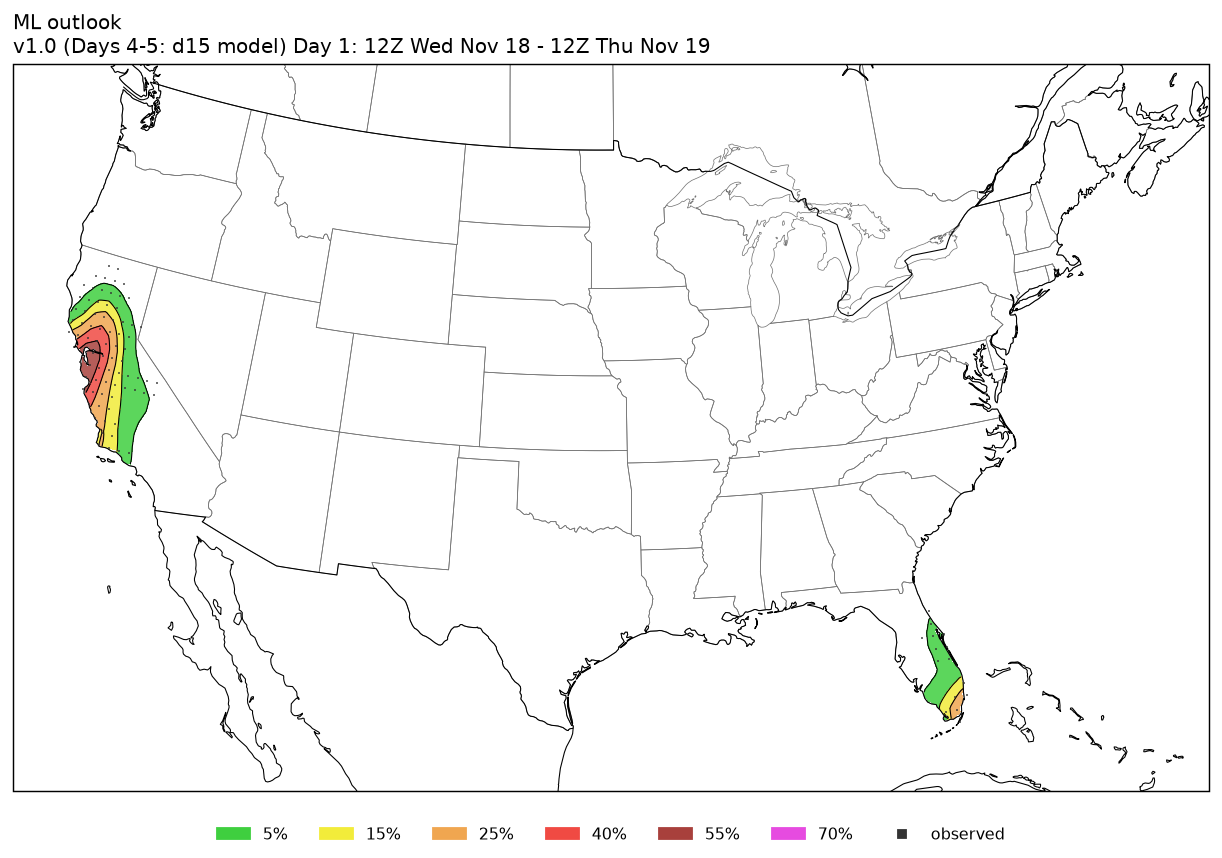 ML outlook
v1.0 (Days 4-5: d15 model) Day 1: 12Z Wed Nov 18 - 12Z Thu Nov 19
5% 15% 25% 40% 55% 70% observed